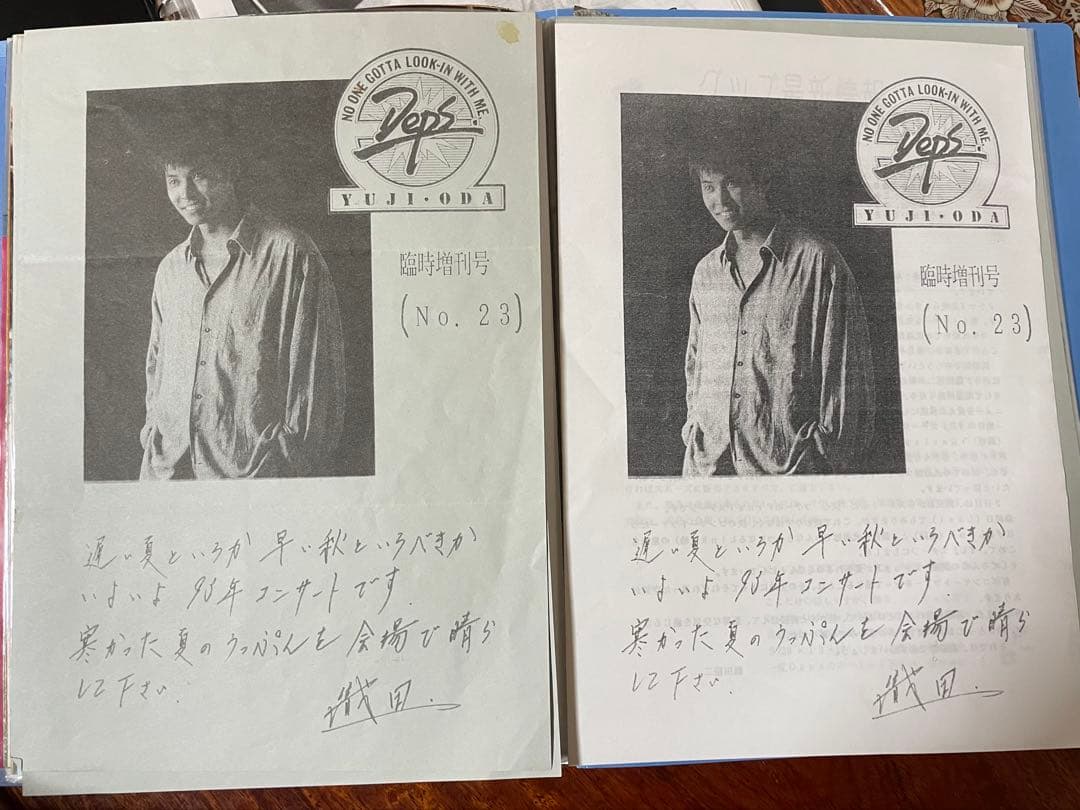 NO ONE GOTTA LOOK-IN WITH ME.
Deps.
YUJI・ODA
臨時増刊号
(No. 23)
遅い夏というか 早い秋というべきか
いよいよ 93年 コンサートです.
寒かった夏のうっぷんを 会場で晴ら
して下さい.
織田.
NO ONE GOTTA LOOK-IN WITH ME.
Deps.
YUJI・ODA
臨時増刊号
(No. 23)
遅い夏というか 早い秋というべきか
いよいよ 93年 コンサートです.
寒かった夏のうっぷんを 会場で晴ら
して下さい.
織田.